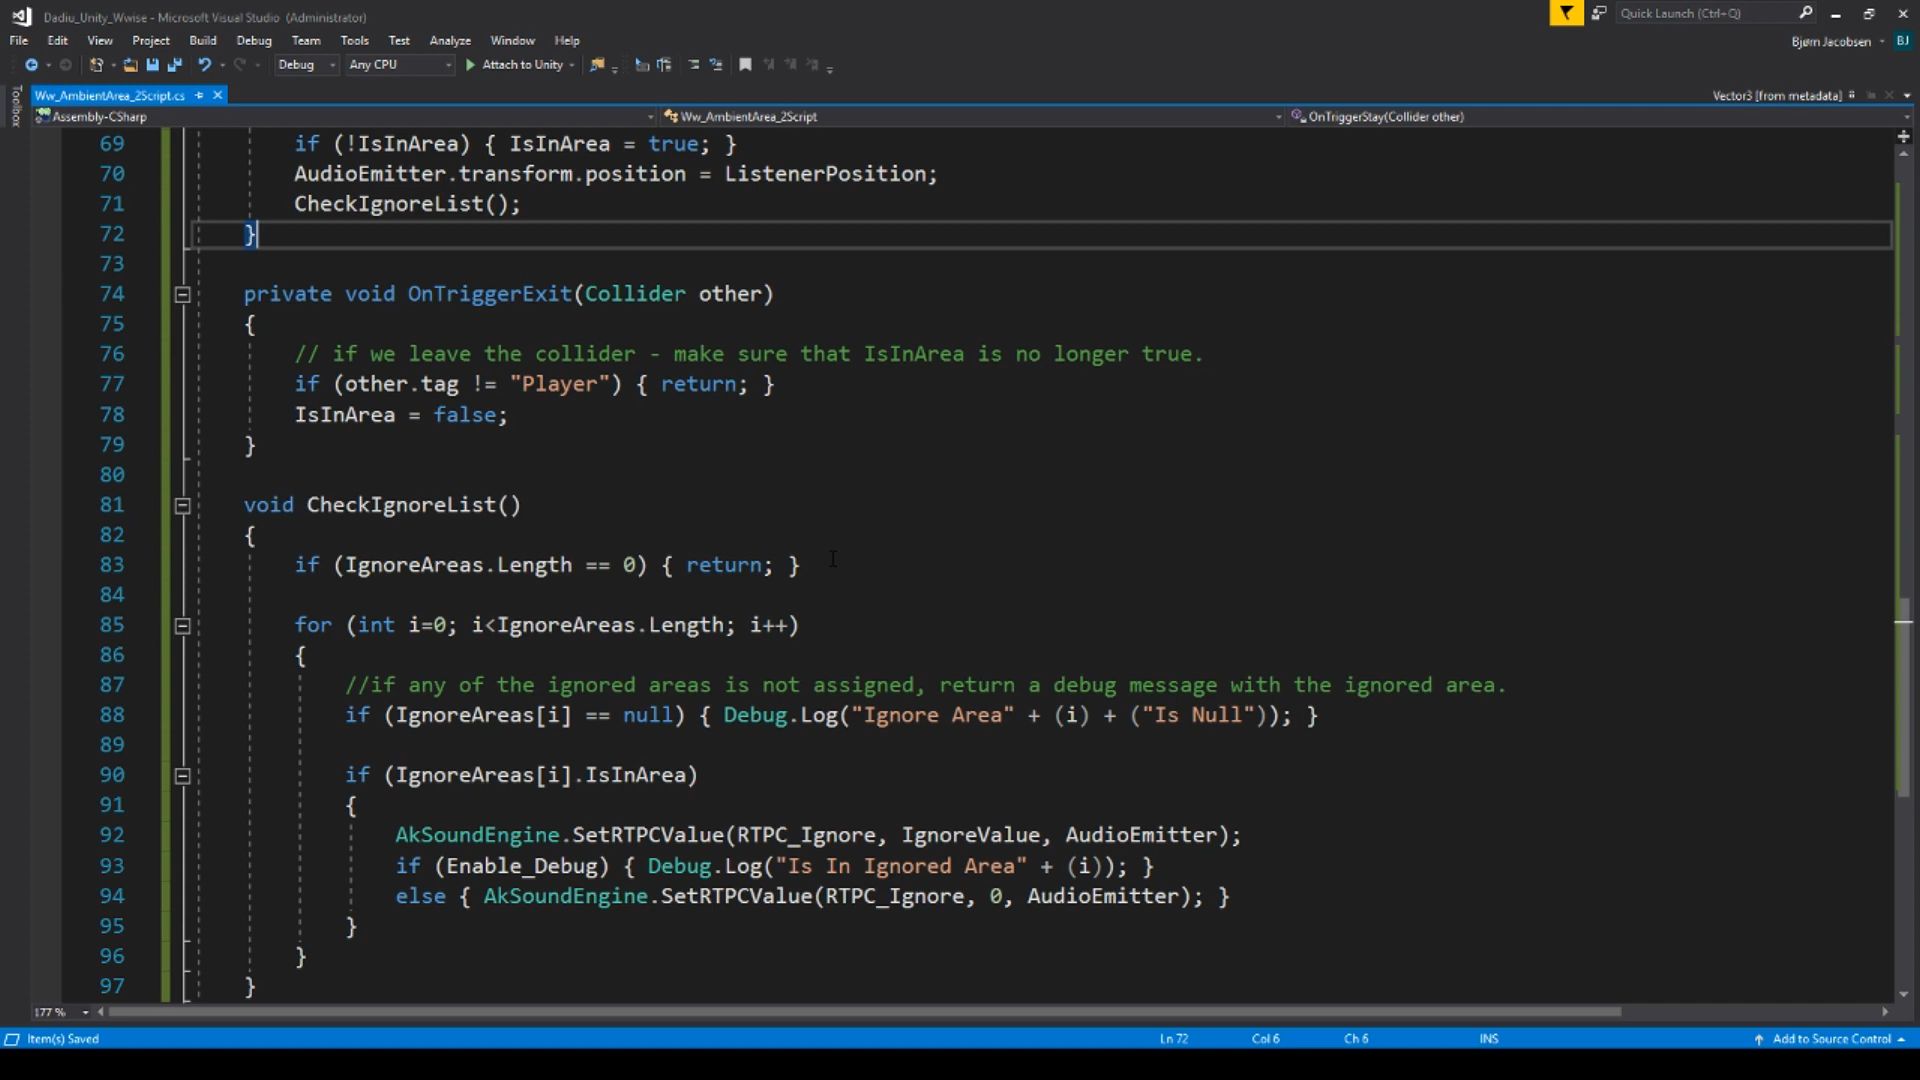 Dadiu_Unity_Wwise - Microsoft Visual Studio (Administrator)
Quick Launch (Ctrl+Q)
File Edit View Project Build Debug Team Tools Test Analyze Window Help
Bjørn Jacobsen BJ
Debug Any CPU Attach to Unity
Toolbox
Ww_AmbientArea_2Script.cs
Vector3 [from metadata]
Assembly-CSharp
Ww_AmbientArea_2Script
OnTriggerStay(Collider other)
69 if (!IsInArea) { IsInArea = true; }
70 AudioEmitter.transform.position = ListenerPosition;
71 CheckIgnoreList();
72 }
73
74 private void OnTriggerExit(Collider other)
75 {
76 // if we leave the collider - make sure that IsInArea is no longer true.
77 if (other.tag != "Player") { return; }
78 IsInArea = false;
79 }
80
81 void CheckIgnoreList()
82 {
83 if (IgnoreAreas.Length == 0) { return; }
84
85 for (int i=0; i<IgnoreAreas.Length; i++)
86 {
87 //if any of the ignored areas is not assigned, return a debug message with the ignored area.
88 if (IgnoreAreas[i] == null) { Debug.Log("Ignore Area" + (i) + ("Is Null")); }
89
90 if (IgnoreAreas[i].IsInArea)
91 {
92 AkSoundEngine.SetRTPCValue(RTPC_Ignore, IgnoreValue, AudioEmitter);
93 if (Enable_Debug) { Debug.Log("Is In Ignored Area" + (i)); }
94 else { AkSoundEngine.SetRTPCValue(RTPC_Ignore, 0, AudioEmitter); }
95 }
96 }
97 }
177 %
Item(s) Saved
Ln 72 Col 6 Ch 6 INS
Add to Source Control